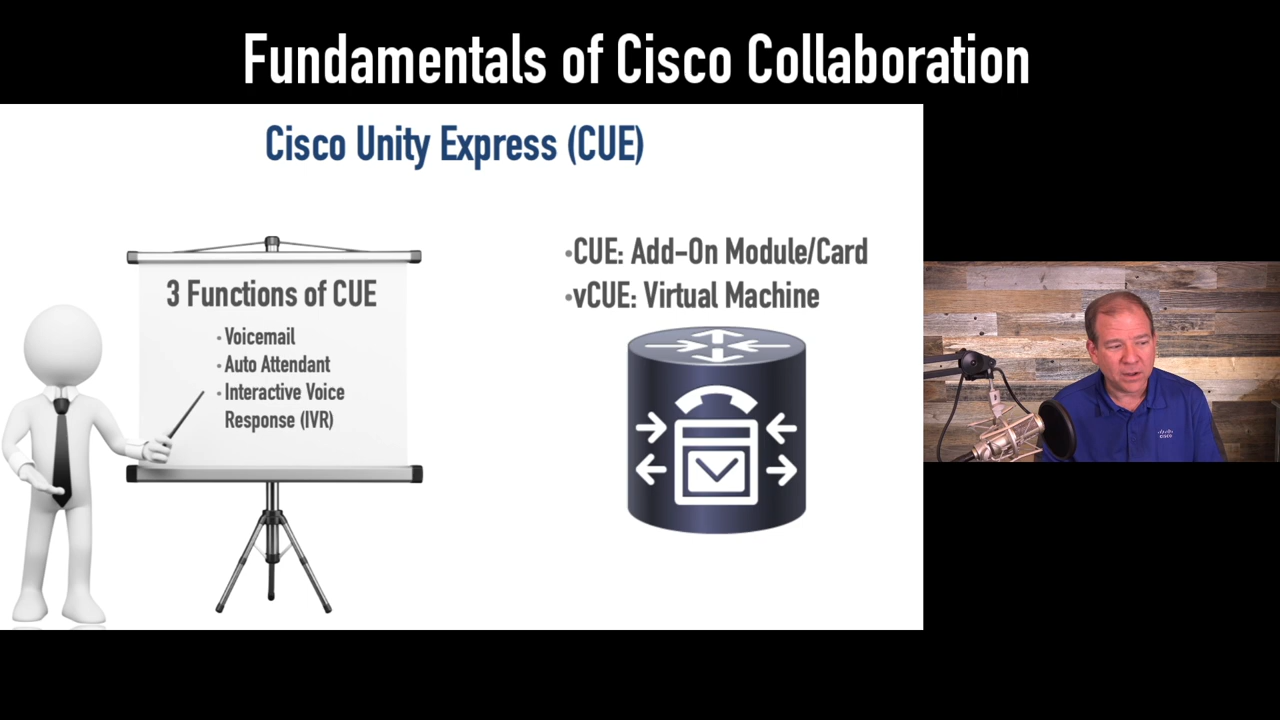 Fundamentals of Cisco Collaboration
Cisco Unity Express (CUE)
3 Functions of CUE
• Voicemail
• Auto Attendant
• Interactive Voice
Response (IVR)
•CUE: Add-On Module/Card
•vCUE: Virtual Machine
cisco